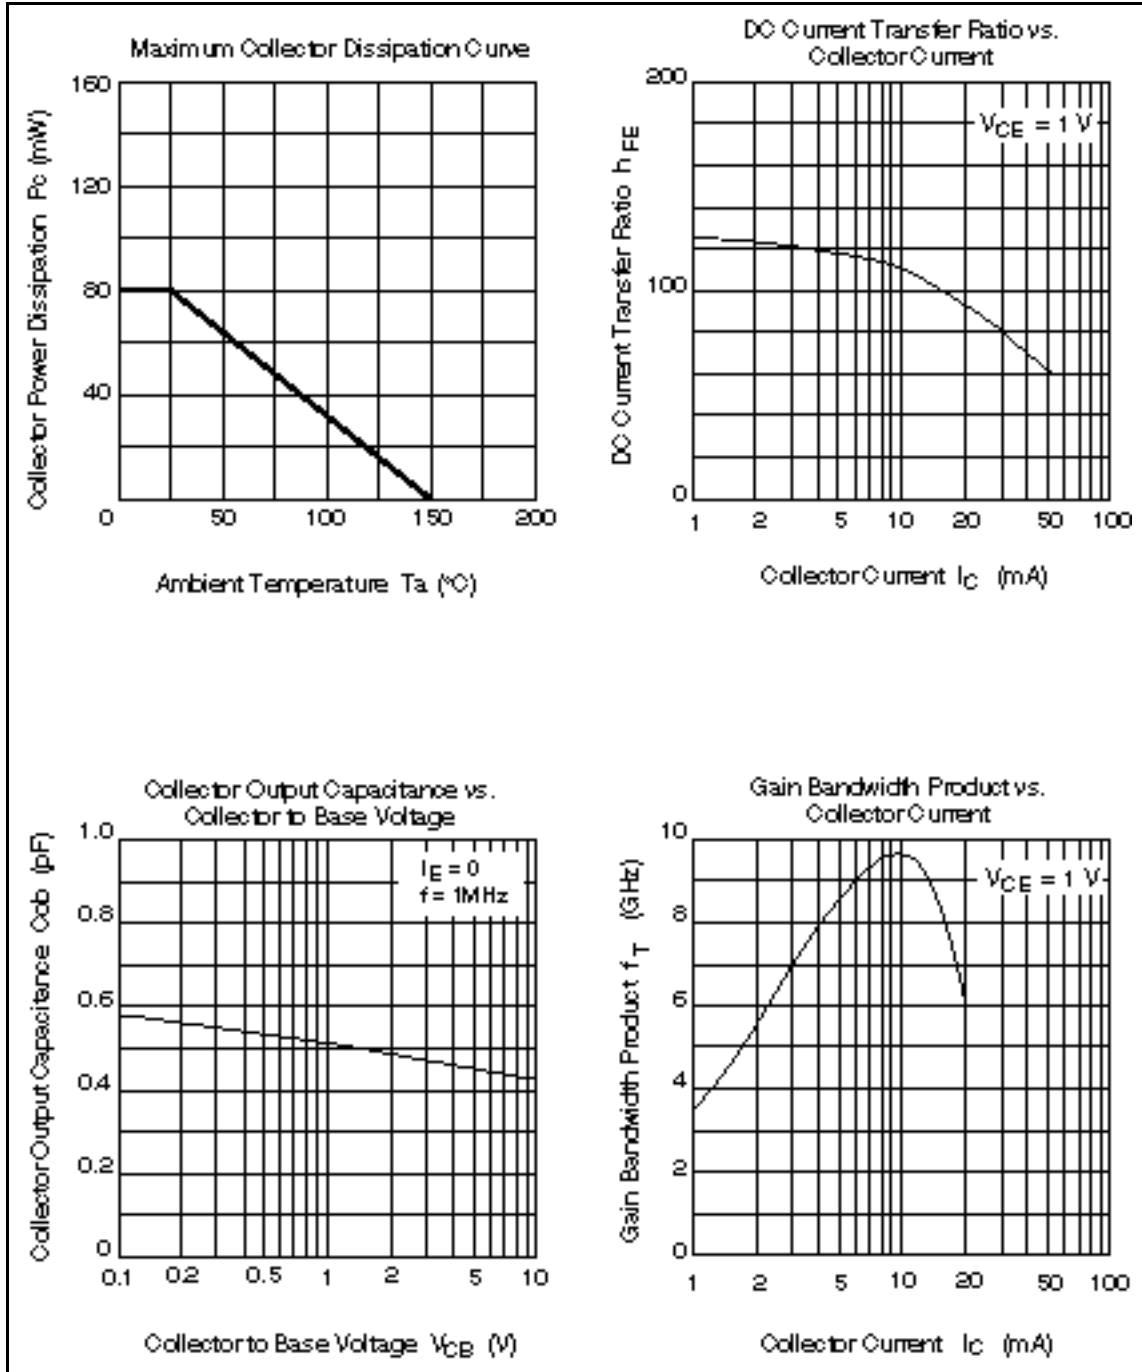 Maximum Collector Dissipation Curve
Collector Power Dissipation Pc (mW)
160
120
80
40
0
50
100
150
200
Ambient Temperature Ta (°C)
DC Current Transfer Ratio vs.
Collector Current
DC Current Transfer Ratio hFE
200
100
0
VCE = 1 V
1
2
5
10
20
50
100
Collector Current IC (mA)
Collector Output Capacitance vs.
Collector to Base Voltage
Collector Output Capacitance Cob (pF)
1.0
0.8
0.6
0.4
0.2
0
IE = 0
f = 1MHz
0.1
0.2
0.5
1
2
5
10
Collector to Base Voltage VCB (V)
Gain Bandwidth Product vs.
Collector Current
Gain Bandwidth Product fT (GHz)
10
8
6
4
2
0
VCE = 1 V
1
2
5
10
20
50
100
Collector Current IC (mA)